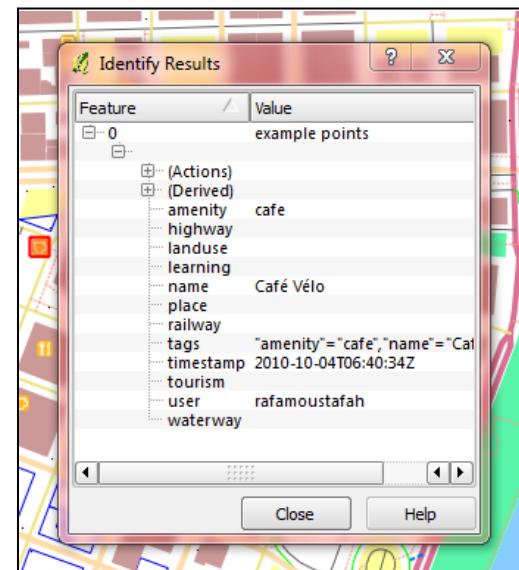 Identify Results
Feature Value
0 example points
(Actions)
(Derived)
amenity cafe
highway
landuse
learning
name Café Vélo
place
railway
tags "amenity"="cafe","name"="Caf
timestamp 2010-10-04T06:40:34Z
tourism
user rafamoustafah
waterway
Close Help